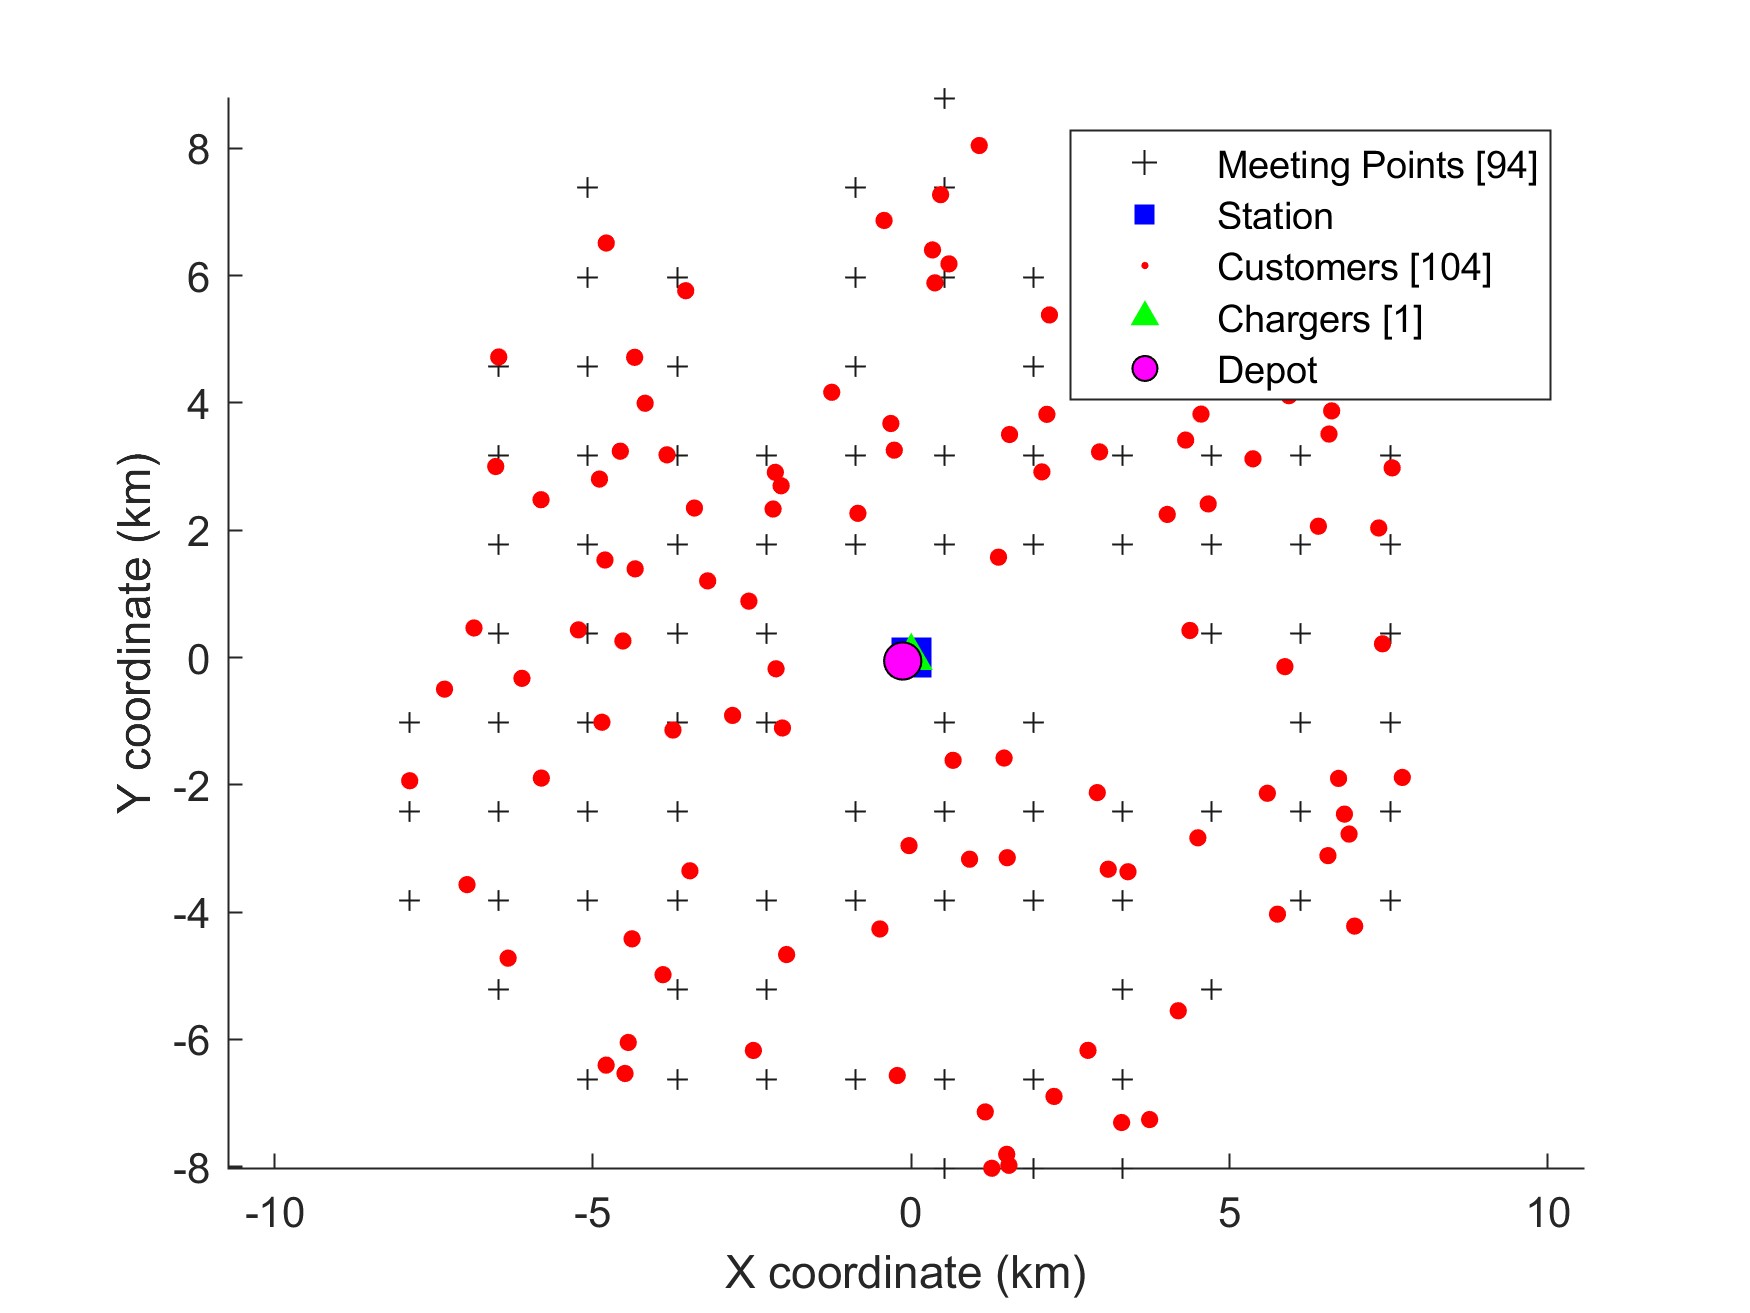 8
6
4
2
0
-2
-4
-6
-8
Y coordinate (km)
Meeting Points [94]
Station
Customers [104]
Chargers [1]
Depot
-10
-5
0
5
10
X coordinate (km)